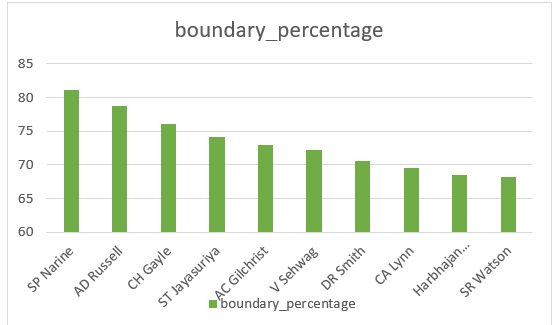 boundary_percentage
85
80
75
70
65
60
SP Narine
AD Russell
CH Gayle
ST Jayasuriya
AC Gilchrist
V Sehwag
DR Smith
CA Lynn
Harbhajan...
SR Watson
boundary_percentage